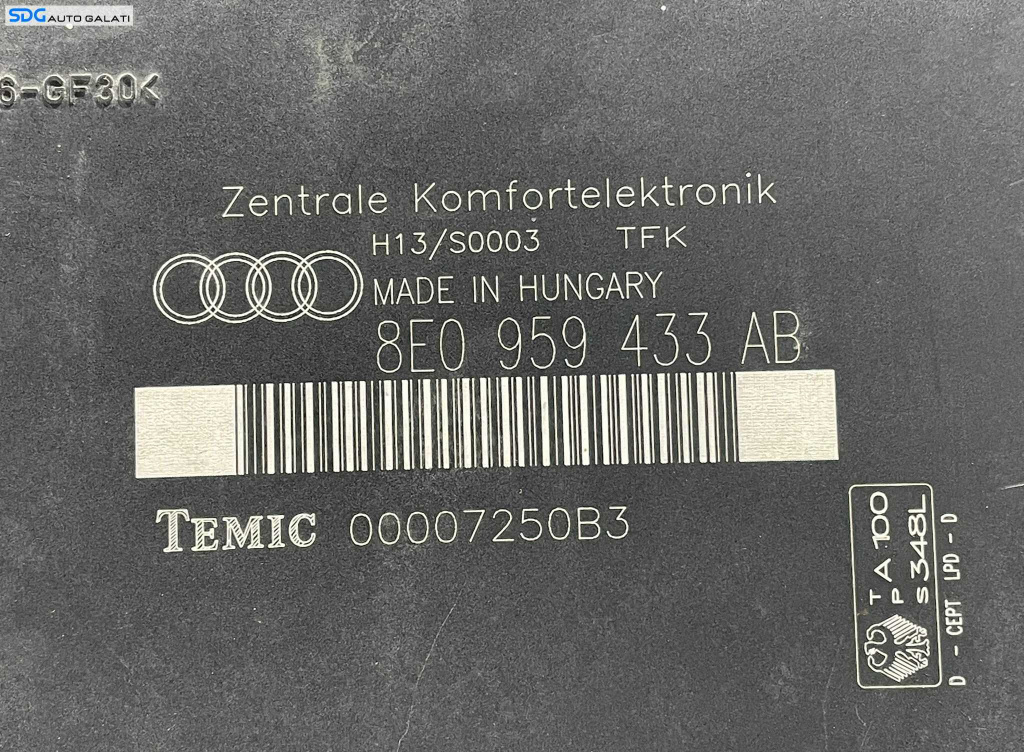 SDG AUTO GALATI
6-GF30<
Zentrale Komfortelektronik
H13/S0003 TFK
MADE IN HUNGARY
8E0 959 433 AB
TEMIC 00007250B3
T A 100
P
S 348L
D - CEPT LPD - D